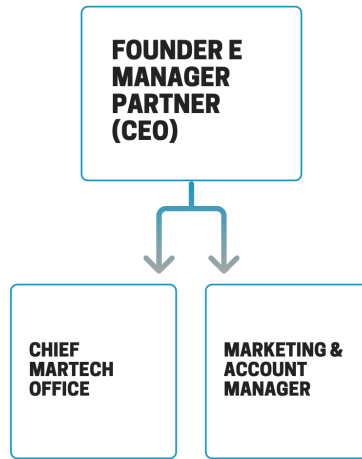 FOUNDER E
MANAGER
PARTNER
(CEO)
CHIEF
MARTECH
OFFICE
MARKETING &
ACCOUNT
MANAGER